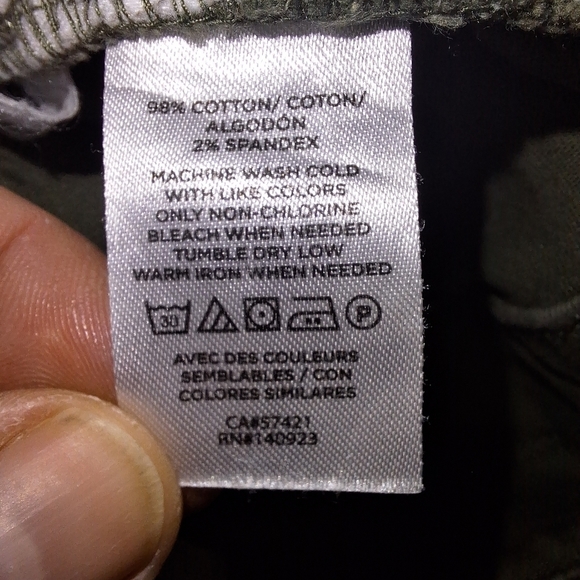 98% COTTON/ COTON/
ALGODÓN
2% SPANDEX
MACHINE WASH COLD
WITH LIKE COLORS
ONLY NON-CHLORINE
BLEACH WHEN NEEDED
TUMBLE DRY LOW
WARM IRON WHEN NEEDED
30 P
AVEC DES COULEURS
SEMBLABLES / CON
COLORES SIMILARES
CA#57421
RN#140923